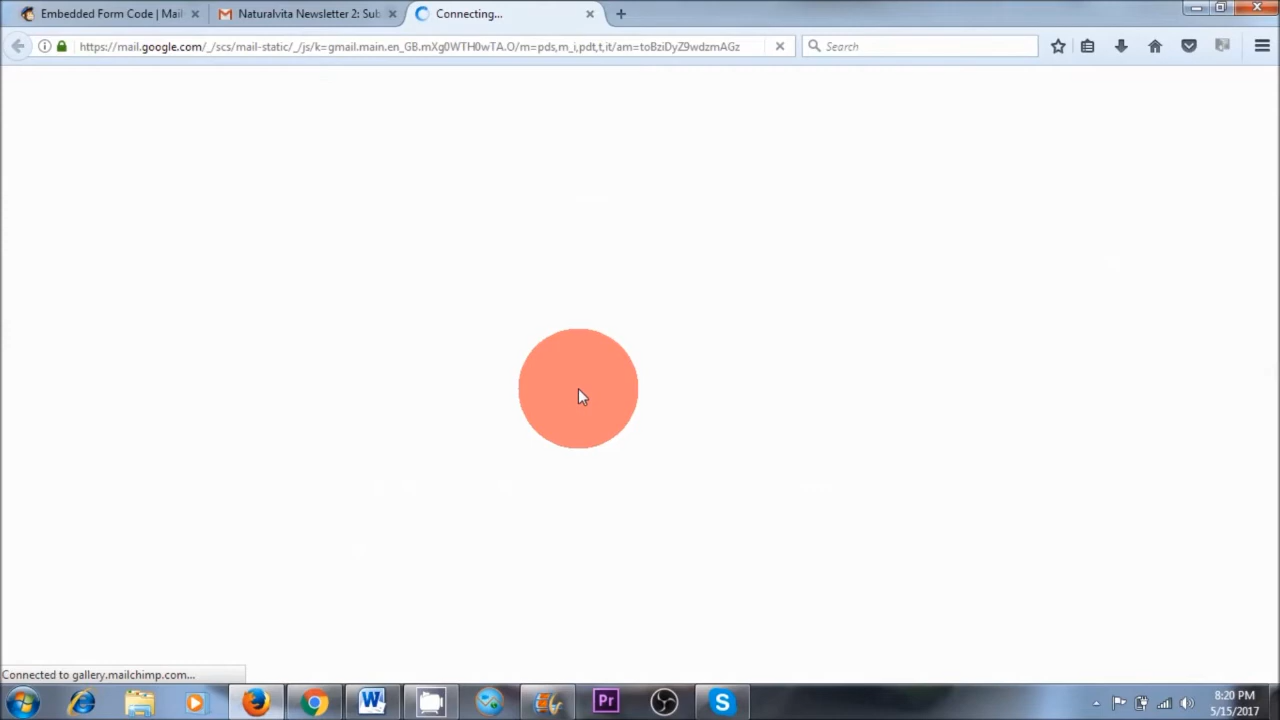 Embedded Form Code | Mail
Naturalvita Newsletter 2: Sub
Connecting...
https://mail.google.com/_/scs/mail-static/_/js/k=gmail.main.en_GB.mXg0WTH0wTA.O/m=pds,m_i,pdt,t,it/am=toBziDyZ9wdzmAGz
Search
Connected to gallery.mailchimp.com...
W
Pr
S
8:20 PM
5/15/2017